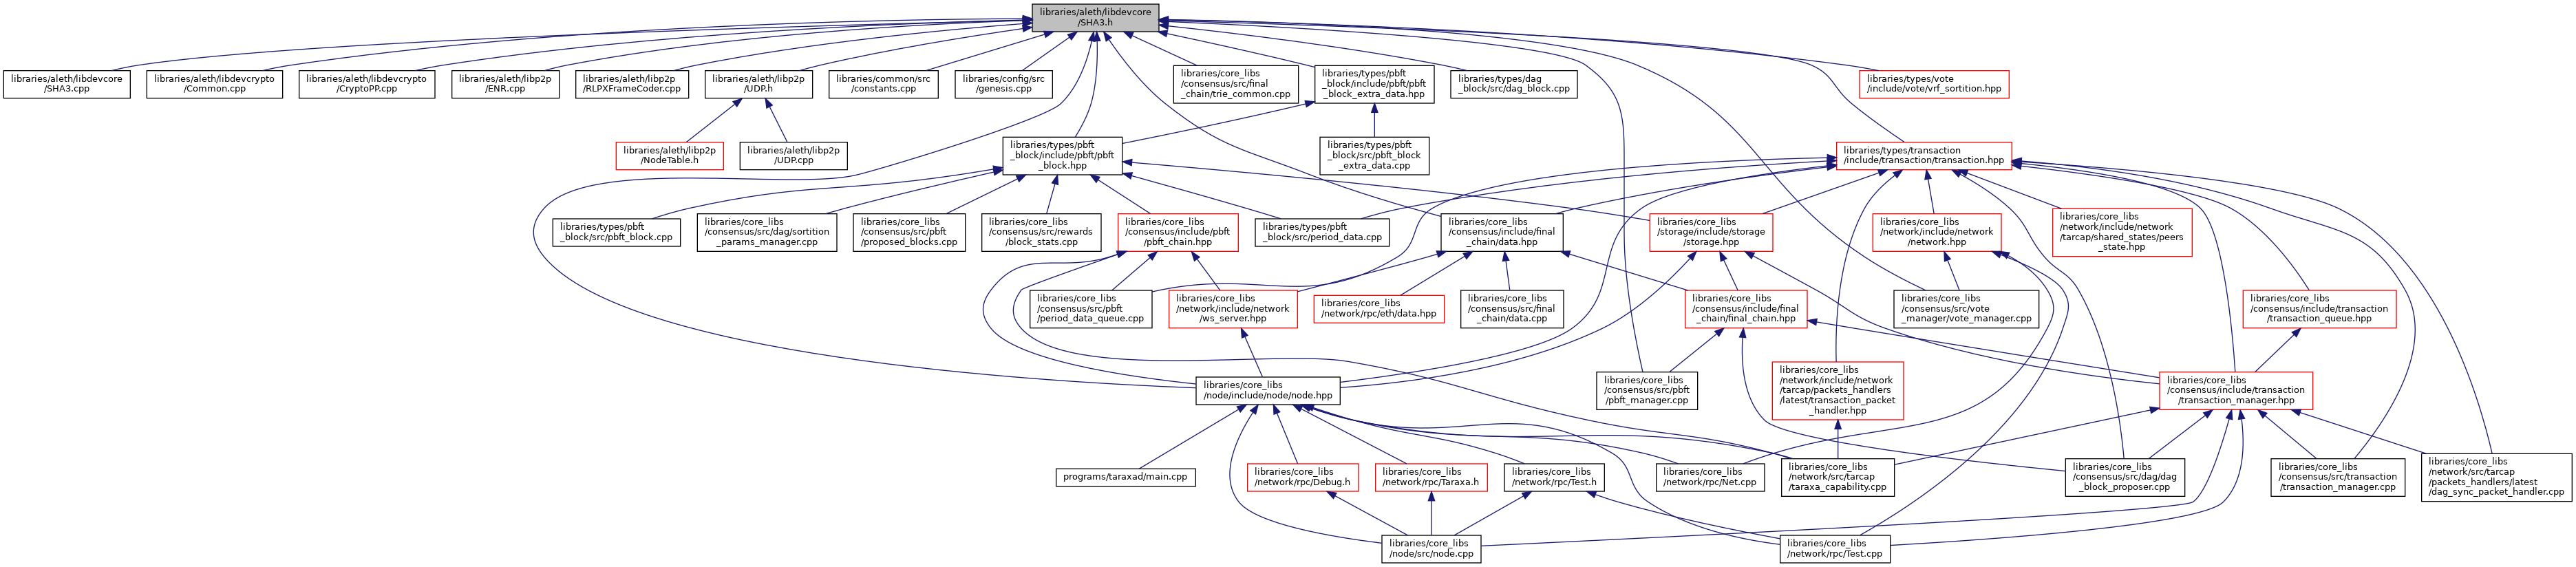 libraries/aleth/libdevcore
/SHA3.h
libraries/aleth/libdevcore
/SHA3.cpp
libraries/aleth/libdevcrypto
/Common.cpp
libraries/aleth/libdevcrypto
/CryptoPP.cpp
libraries/aleth/libp2p
/ENR.cpp
libraries/aleth/libp2p
/RLPXFrameCoder.cpp
libraries/aleth/libp2p
/UDP.h
libraries/common/src
/constants.cpp
libraries/config/src
/genesis.cpp
libraries/core_libs
/consensus/src/final
_chain/trie_common.cpp
libraries/types/pbft
_block/include/pbft/pbft
_block_extra_data.hpp
libraries/types/dag
_block/src/dag_block.cpp
libraries/types/vote
/include/vote/vrf_sortition.hpp
libraries/aleth/libp2p
/NodeTable.h
libraries/aleth/libp2p
/UDP.cpp
libraries/types/pbft
_block/include/pbft/pbft
_block.hpp
libraries/types/pbft
_block/src/pbft_block
_extra_data.cpp
libraries/types/transaction
/include/transaction/transaction.hpp
libraries/types/pbft
_block/src/pbft_block.cpp
libraries/core_libs
/consensus/src/dag/sortition
_params_manager.cpp
libraries/core_libs
/consensus/src/pbft
/proposed_blocks.cpp
libraries/core_libs
/consensus/src/rewards
/block_stats.cpp
libraries/core_libs
/consensus/include/pbft
/pbft_chain.hpp
libraries/types/pbft
_block/src/period_data.cpp
libraries/core_libs
/consensus/include/final
_chain/data.hpp
libraries/core_libs
/storage/include/storage
/storage.hpp
libraries/core_libs
/network/include/network
/network.hpp
libraries/core_libs
/network/include/network
/tarcap/shared_states/peers
_state.hpp
libraries/core_libs
/consensus/src/pbft
/period_data_queue.cpp
libraries/core_libs
/network/include/network
/ws_server.hpp
libraries/core_libs
/network/rpc/eth/data.hpp
libraries/core_libs
/consensus/src/final
_chain/data.cpp
libraries/core_libs
/consensus/include/final
_chain/final_chain.hpp
libraries/core_libs
/consensus/src/vote
_manager/vote_manager.cpp
libraries/core_libs
/consensus/include/transaction
/transaction_queue.hpp
libraries/core_libs
/node/include/node/node.hpp
libraries/core_libs
/consensus/src/pbft
/pbft_manager.cpp
libraries/core_libs
/network/include/network
/tarcap/packets_handlers
/latest/transaction_packet
_handler.hpp
libraries/core_libs
/consensus/include/transaction
/transaction_manager.hpp
programs/taraxad/main.cpp
libraries/core_libs
/network/rpc/Debug.h
libraries/core_libs
/network/rpc/Taraxa.h
libraries/core_libs
/network/rpc/Test.h
libraries/core_libs
/network/rpc/Net.cpp
libraries/core_libs
/network/src/tarcap
/taraxa_capability.cpp
libraries/core_libs
/consensus/src/dag/dag
_block_proposer.cpp
libraries/core_libs
/consensus/src/transaction
/transaction_manager.cpp
libraries/core_libs
/network/src/tarcap
/packets_handlers/latest
/dag_sync_packet_handler.cpp
libraries/core_libs
/node/src/node.cpp
libraries/core_libs
/network/rpc/Test.cpp